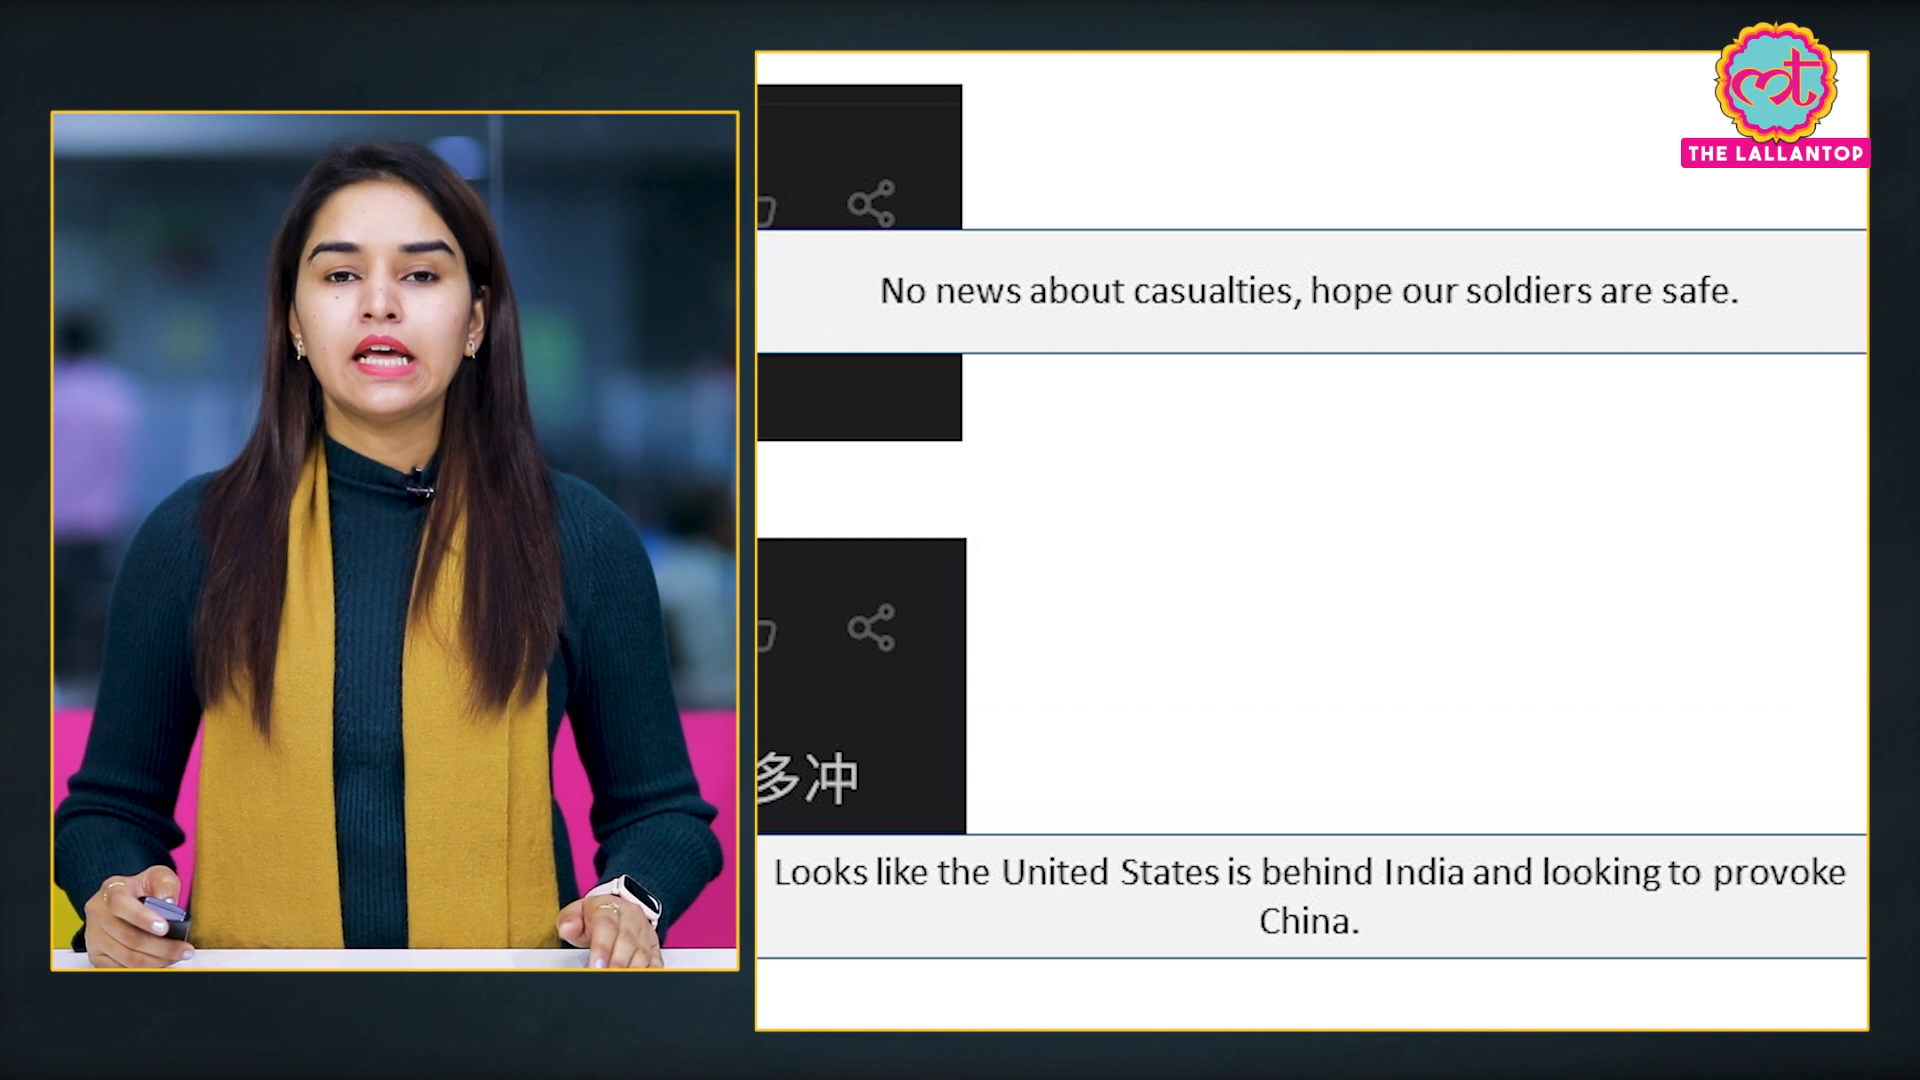 THE LALLANTOP
No news about casualties, hope our soldiers are safe.
多冲
Looks like the United States is behind India and looking to provoke
China.